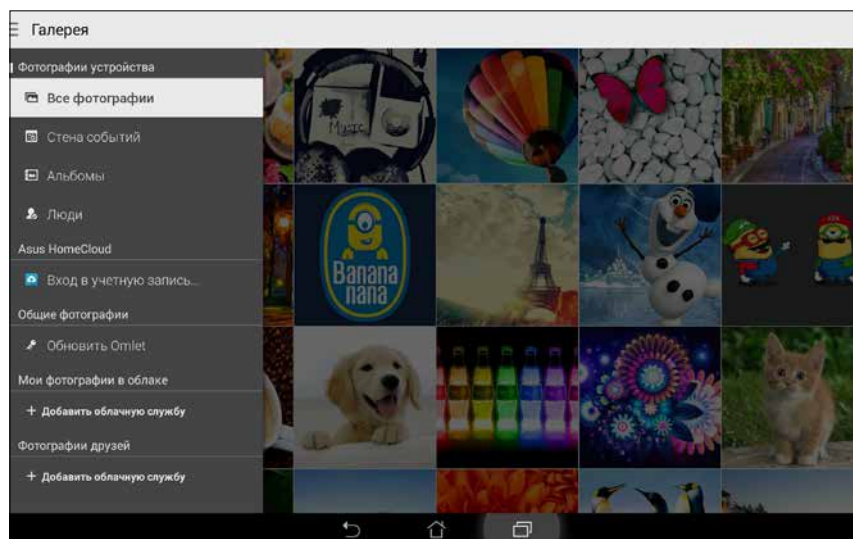 Галерея
Фотографии устройства
Все фотографии
Стена событий
Альбомы
Люди
Asus HomeCloud
Вход в учетную запись...
Общие фотографии
Обновить Omlet
Мои фотографии в облаке
+ Добавить облачную службу
Фотографии друзей
+ Добавить облачную службу
Music
Banana
nana